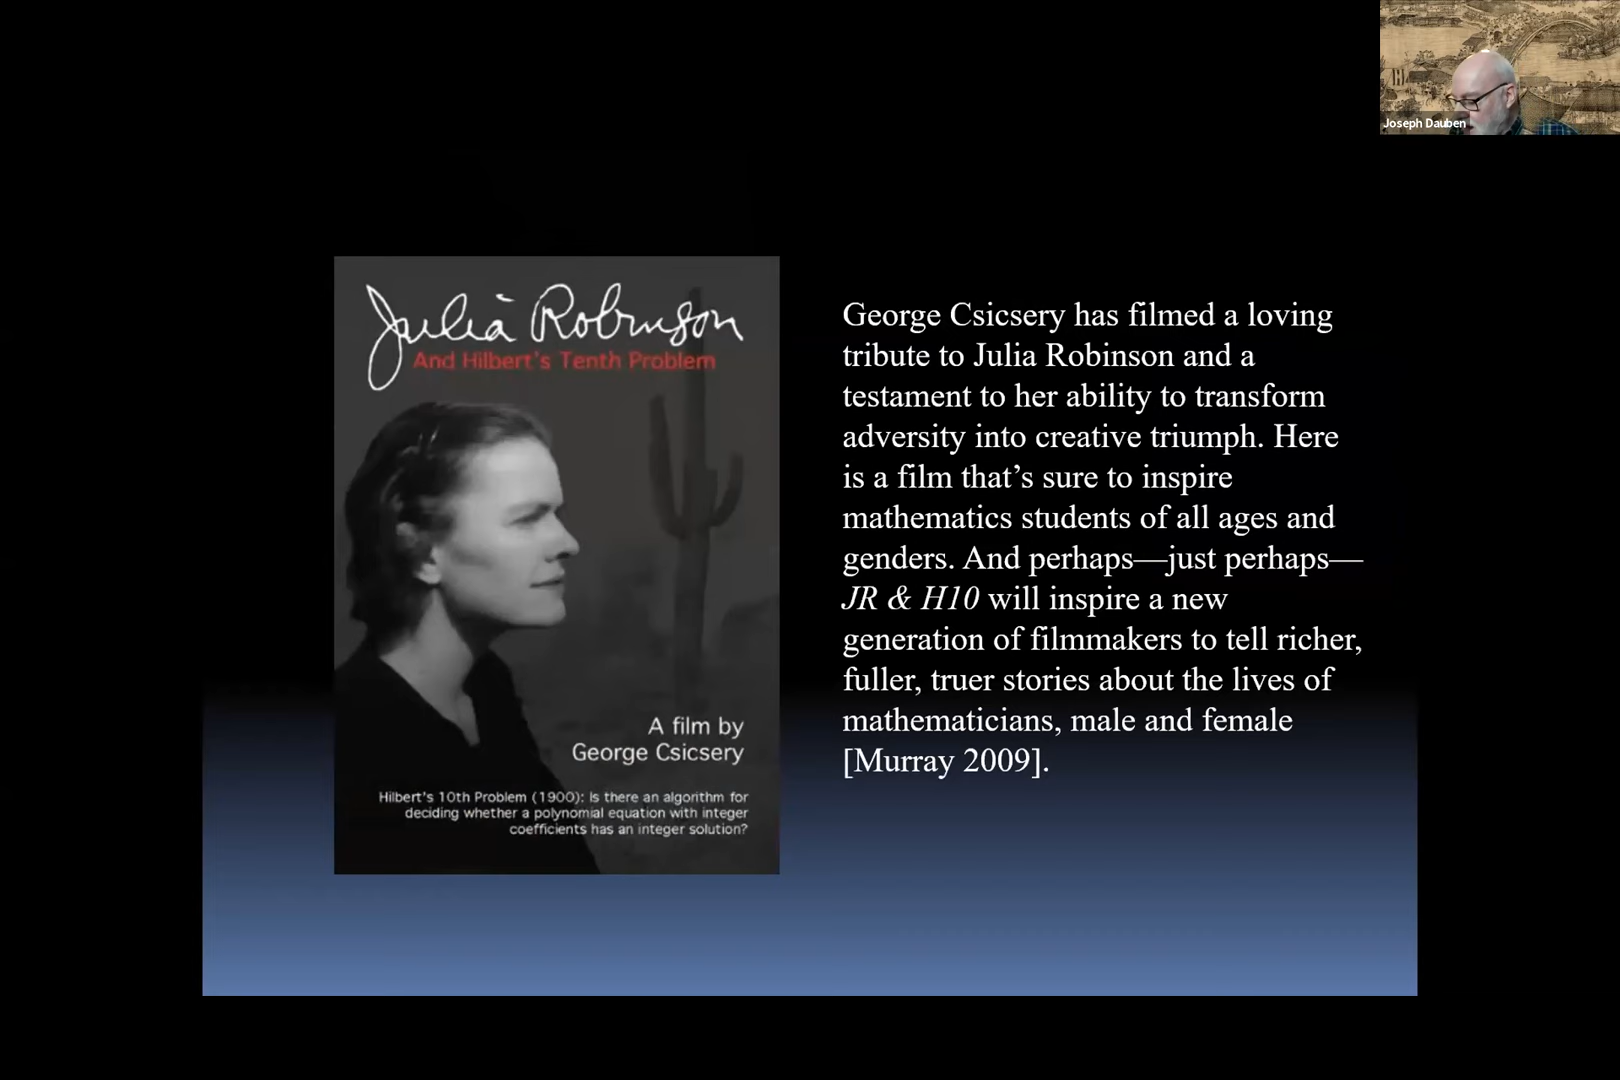 Joseph Dauben
Julia Robinson
And Hilbert's Tenth Problem
A film by
George Csicsery
Hilbert's 10th Problem (1900): Is there an algorithm for
deciding whether a polynomial equation with integer
coefficients has an integer solution?
George Csicsery has filmed a loving
tribute to Julia Robinson and a
testament to her ability to transform
adversity into creative triumph. Here
is a film that’s sure to inspire
mathematics students of all ages and
genders. And perhaps—just perhaps—
JR & H10 will inspire a new
generation of filmmakers to tell richer,
fuller, truer stories about the lives of
mathematicians, male and female
[Murray 2009].